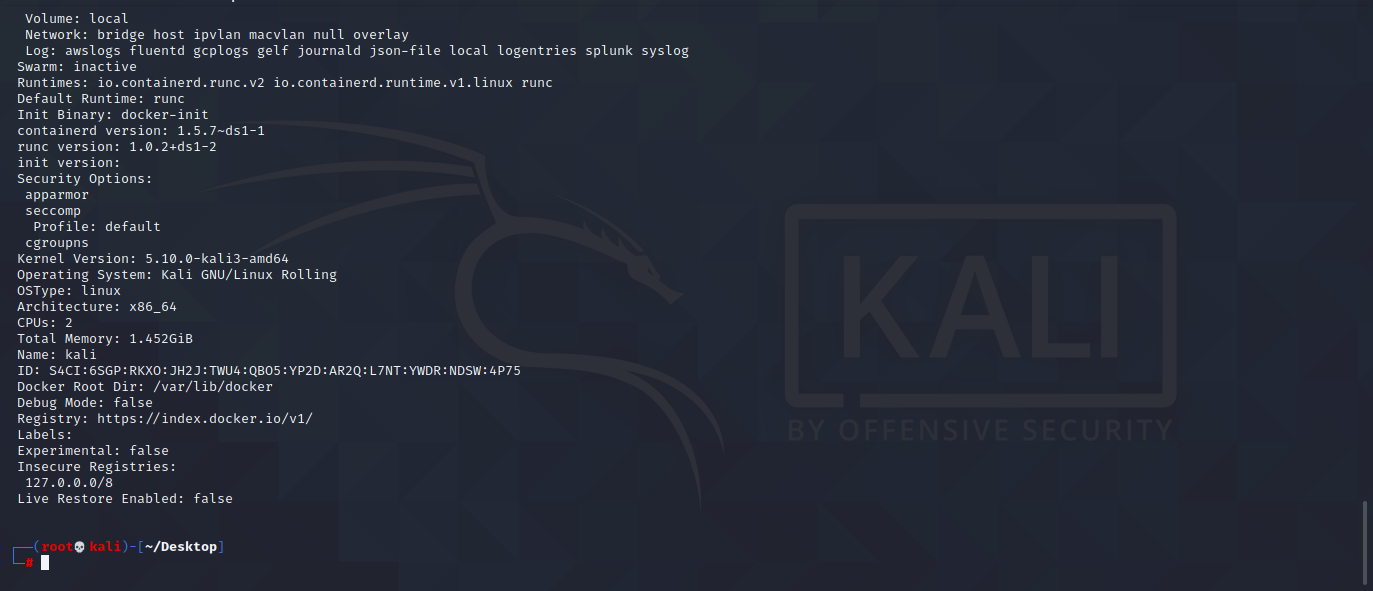 Volume: local
Network: bridge host ipvlan macvlan null overlay
Log: awslogs fluentd gcplogs gelf journald json-file local logentries splunk syslog
Swarm: inactive
Runtimes: io.containerd.runc.v2 io.containerd.runtime.v1.linux runc
Default Runtime: runc
Init Binary: docker-init
containerd version: 1.5.7~ds1-1
runc version: 1.0.2+ds1-2
init version:
Security Options:
apparmor
seccomp
Profile: default
cgroupns
Kernel Version: 5.10.0-kali3-amd64
Operating System: Kali GNU/Linux Rolling
OSType: linux
Architecture: x86_64
CPUs: 2
Total Memory: 1.452GiB
Name: kali
ID: S4CI:6SGP:RKXO:JH2J:TWU4:QBO5:YP2D:AR2Q:L7NT:YWDR:NDSW:4P75
Docker Root Dir: /var/lib/docker
Debug Mode: false
Registry: https://index.docker.io/v1/
Labels:
Experimental: false
Insecure Registries:
127.0.0.0/8
Live Restore Enabled: false
┌──(root💀kali)-[~/Desktop]
└─#
KALI
BY OFFENSIVE SECURITY